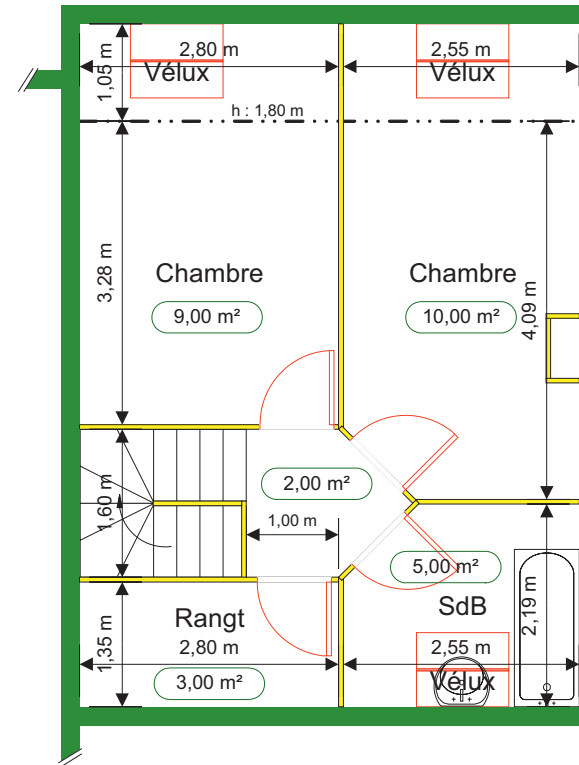 2,80 m
2,55 m
Vélux
Vélux
1,05 m
h : 1,80 m
3,28 m
Chambre
9,00 m²
Chambre
10,00 m²
4,09 m
1,60 m
2,00 m²
1,00 m
5,00 m²
SdB
2,19 m
Rangt
2,80 m
3,00 m²
1,35 m
2,55 m
Vélux